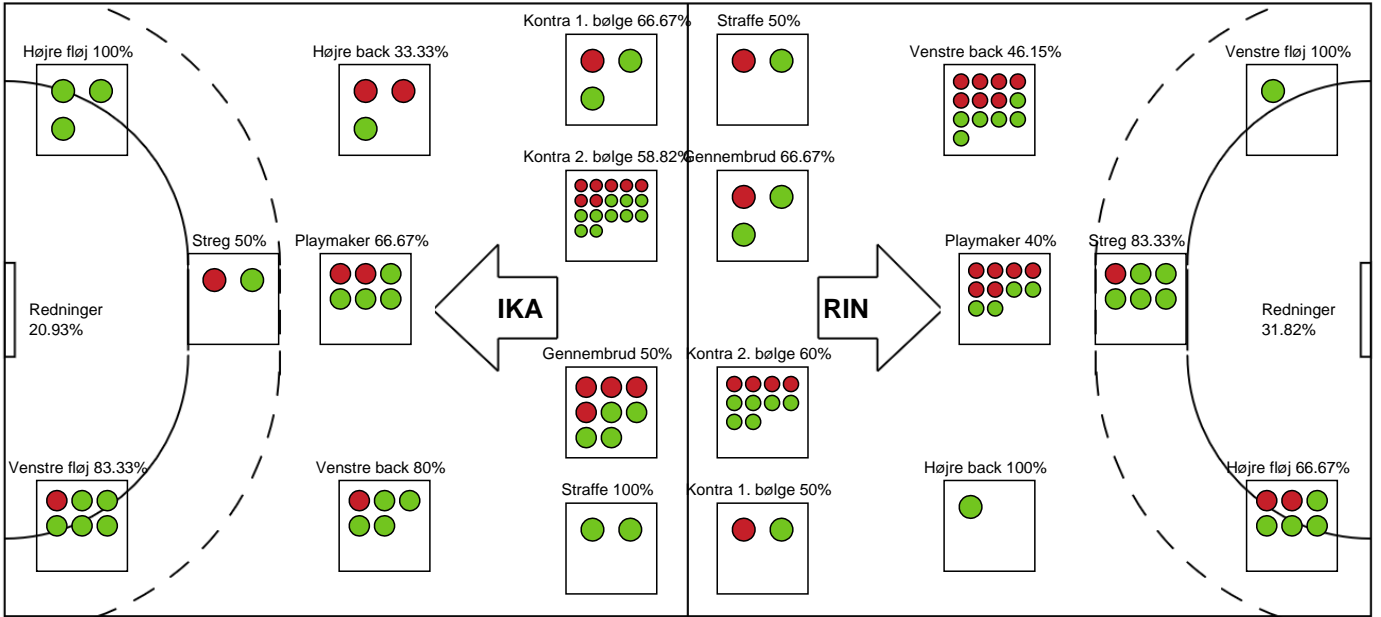 Kontra 1. bølge 66.67%
Straffe 50%
Højre fløj 100%
Højre back 33.33%
Venstre back 46.15%
Venstre fløj 100%
Kontra 2. bølge 58.82%
Gennembrud 66.67%
Streg 50%
Playmaker 66.67%
Playmaker 40%
Streg 83.33%
Redninger
20.93%
IKA
RIN
Redninger
31.82%
Gennembrud 50%
Kontra 2. bølge 60%
Venstre fløj 83.33%
Venstre back 80%
Højre back 100%
Højre fløj 66.67%
Straffe 100%
Kontra 1. bølge 50%